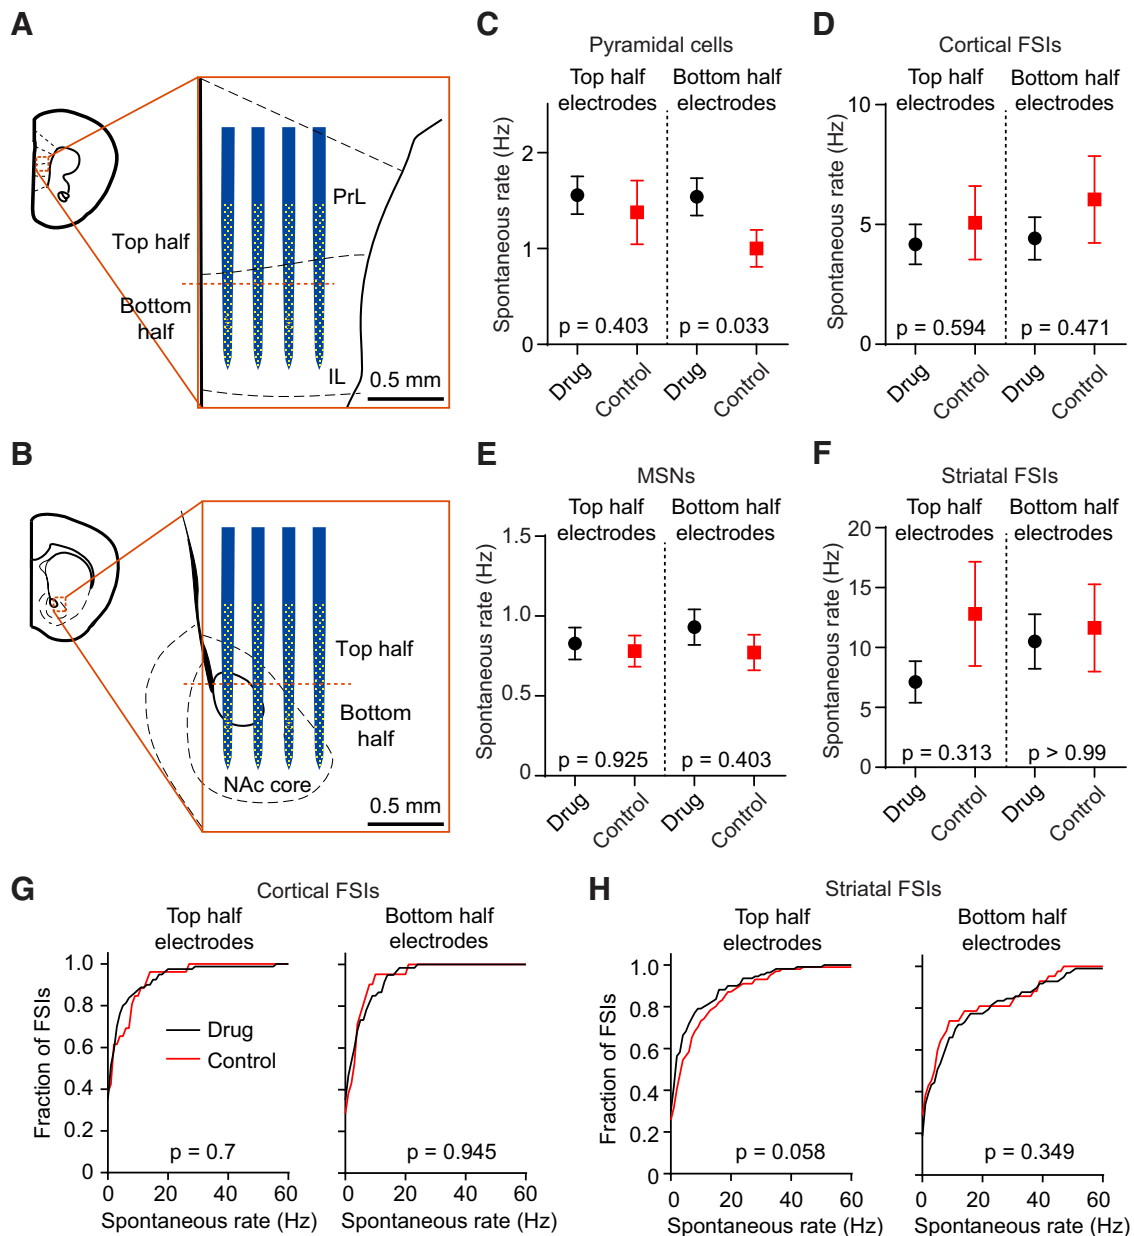 A
Top half
Bottom
half
PrL
IL
0.5 mm
B
Top half
Bottom
half
NAc core
0.5 mm
C
Pyramidal cells
Top half
electrodes
Bottom half
electrodes
Spontaneous rate (Hz)
2
1
0
p = 0.403
p = 0.033
Drug
Control
Drug
Control
D
Cortical FSIs
Top half
electrodes
Bottom half
electrodes
Spontaneous rate (Hz)
10
5
0
p = 0.594
p = 0.471
Drug
Control
Drug
Control
E
MSNs
Top half
electrodes
Bottom half
electrodes
Spontaneous rate (Hz)
1.5
1.0
0.5
0
p = 0.925
p = 0.403
Drug
Control
Drug
Control
F
Striatal FSIs
Top half
electrodes
Bottom half
electrodes
Spontaneous rate (Hz)
20
15
10
5
0
p = 0.313
p > 0.99
Drug
Control
Drug
Control
G
Cortical FSIs
Top half
electrodes
Bottom half
electrodes
Fraction of FSIs
1.0
0.8
0.6
0.4
0.2
0
Drug
Control
p = 0.7
p = 0.945
0 20 40 60
0 20 40 60
Spontaneous rate (Hz)
Spontaneous rate (Hz)
H
Striatal FSIs
Top half
electrodes
Bottom half
electrodes
Fraction of FSIs
1.0
0.8
0.6
0.4
0.2
0
p = 0.058
p = 0.349
0 20 40 60
0 20 40 60
Spontaneous rate (Hz)
Spontaneous rate (Hz)